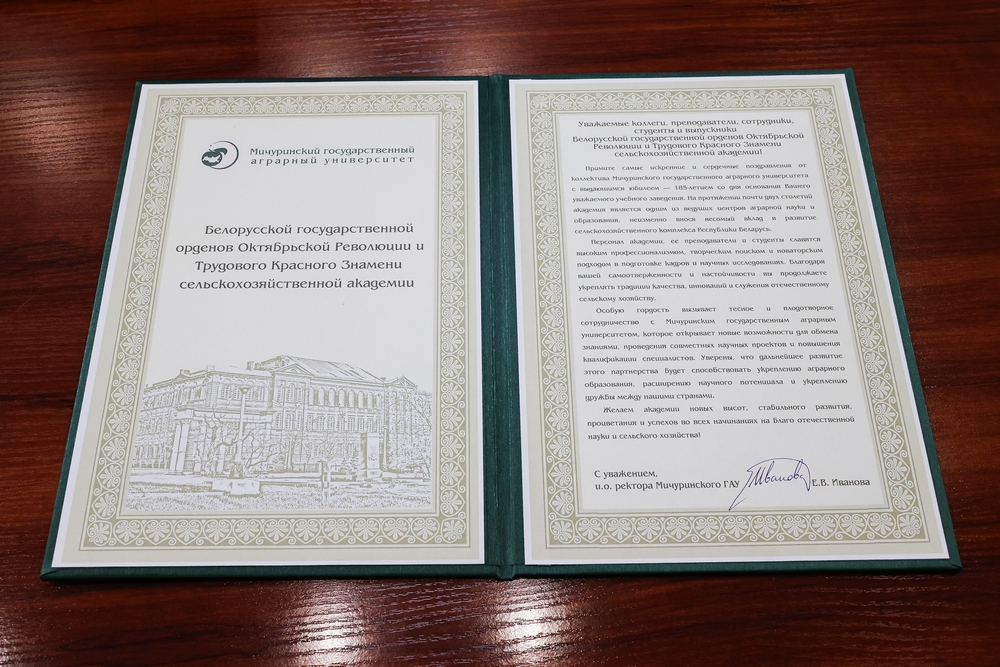 Мичуринский государственный
аграрный университет
Белорусской государственной
орденов Октябрьской Революции и
Трудового Красного Знамени
сельскохозяйственной академии
Уважаемые коллеги, преподаватели, сотрудники,
студенты и выпускники
Белорусской государственной орденов Октябрьской
Революции и Трудового Красного Знамени
сельскохозяйственной академии!
Примите самые искренние и сердечные поздравления от
коллектива Мичуринского государственного аграрного университета
с выдающимся юбилеем — 185-летием со дня основания Вашего
уважаемого учебного заведения. На протяжении почти двух столетий
академия является одним из ведущих центров аграрной науки и
образования, неизменно внося весомый вклад в развитие
сельскохозяйственного комплекса Республики Беларусь.
Персонал академии, ее преподаватели и студенты славятся
высоким профессионализмом, творческим поиском и новаторским
подходом в подготовке кадров и научных исследованиях. Благодаря
вашей самоотверженности и настойчивости вы продолжаете
укреплять традиции качества, инноваций и служения отечественному
сельскому хозяйству.
Особую гордость вызывает тесное и плодотворное
сотрудничество с Мичуринским государственным аграрным
университетом, которое открывает новые возможности для обмена
знаниями, проведения совместных научных проектов и повышения
квалификации специалистов. Уверены, что дальнейшее развитие
этого партнерства будет способствовать укреплению аграрного
образования, расширению научного потенциала и укреплению
дружбы между нашими странами.
Желаем академии новых высот, стабильного развития,
процветания и успехов во всех начинаниях на благо отечественной
науки и сельского хозяйства!
С уважением,
и.о. ректора Мичуринского ГАУ Иванова Е.В. Иванова